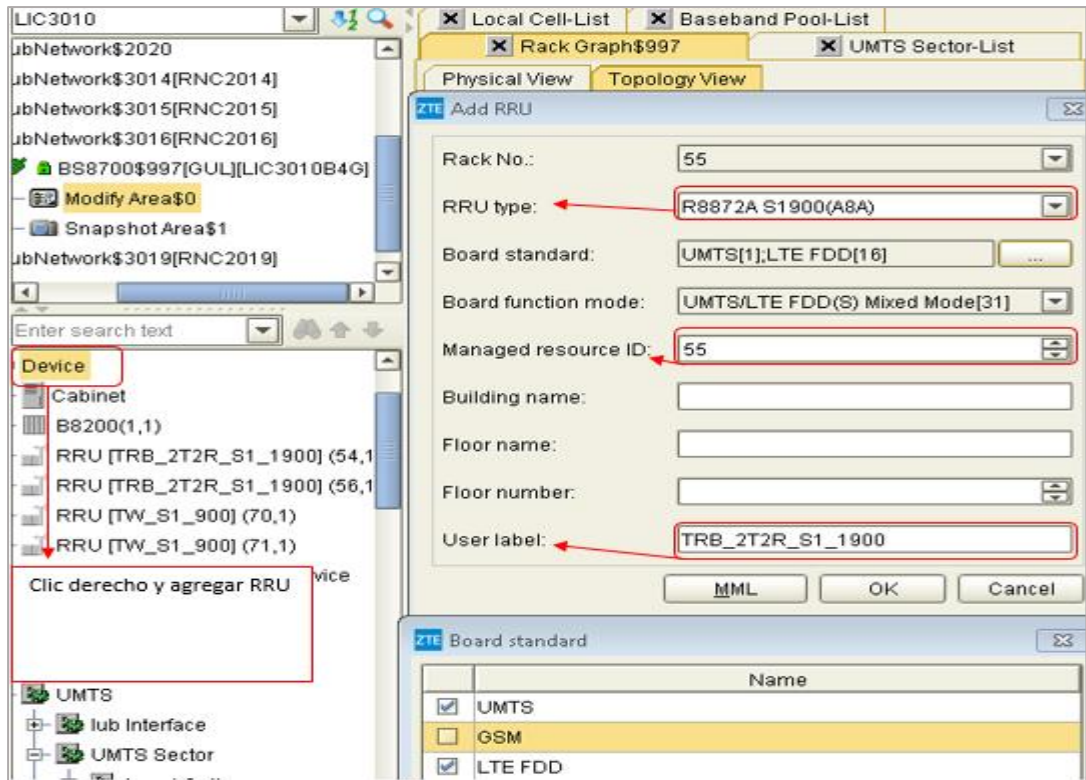 LIC3010
ubNetwork$2020
ubNetwork$3014[RNC2014]
ubNetwork$3015[RNC2015]
ubNetwork$3016[RNC2016]
BS8700$997[GUL][LIC3010B4G]
Modify Area$0
Snapshot Area$1
ubNetwork$3019[RNC2019]
Enter search text
Device
Cabinet
B8200(1,1)
RRU [TRB_2T2R_S1_1900] (54,1
RRU [TRB_2T2R_S1_1900] (56,1
RRU [TW_S1_900] (70,1)
RRU [TW_S1_900] (71,1)
vice
Clic derecho y agregar RRU
UMTS
Iub Interface
UMTS Sector
Local Cell-List
Baseband Pool-List
Rack Graph$997
UMTS Sector-List
Physical View
Topology View
ZTE Add RRU
Rack No.: 55
RRU type: R8872A S1900(A8A)
Board standard: UMTS[1];LTE FDD[16] ...
Board function mode: UMTS/LTE FDD(S) Mixed Mode[31]
Managed resource ID: 55
Building name:
Floor name:
Floor number:
User label: TRB_2T2R_S1_1900
MML OK Cancel
ZTE Board standard
Name
UMTS
GSM
LTE FDD